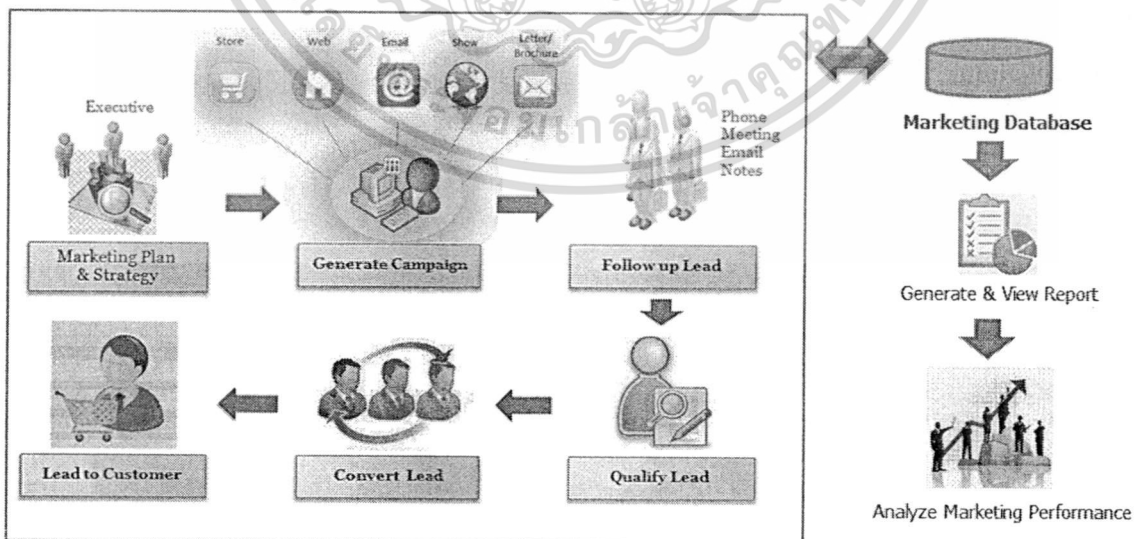 Store
Web
Email
Show
Letter/
Brochure
Executive
Phone
Meeting
Email
Notes
Marketing Plan
& Strategy
Generate Campaign
Follow up Lead
Lead to Customer
Convert Lead
Qualify Lead
Marketing Database
Generate & View Report
Analyze Marketing Performance